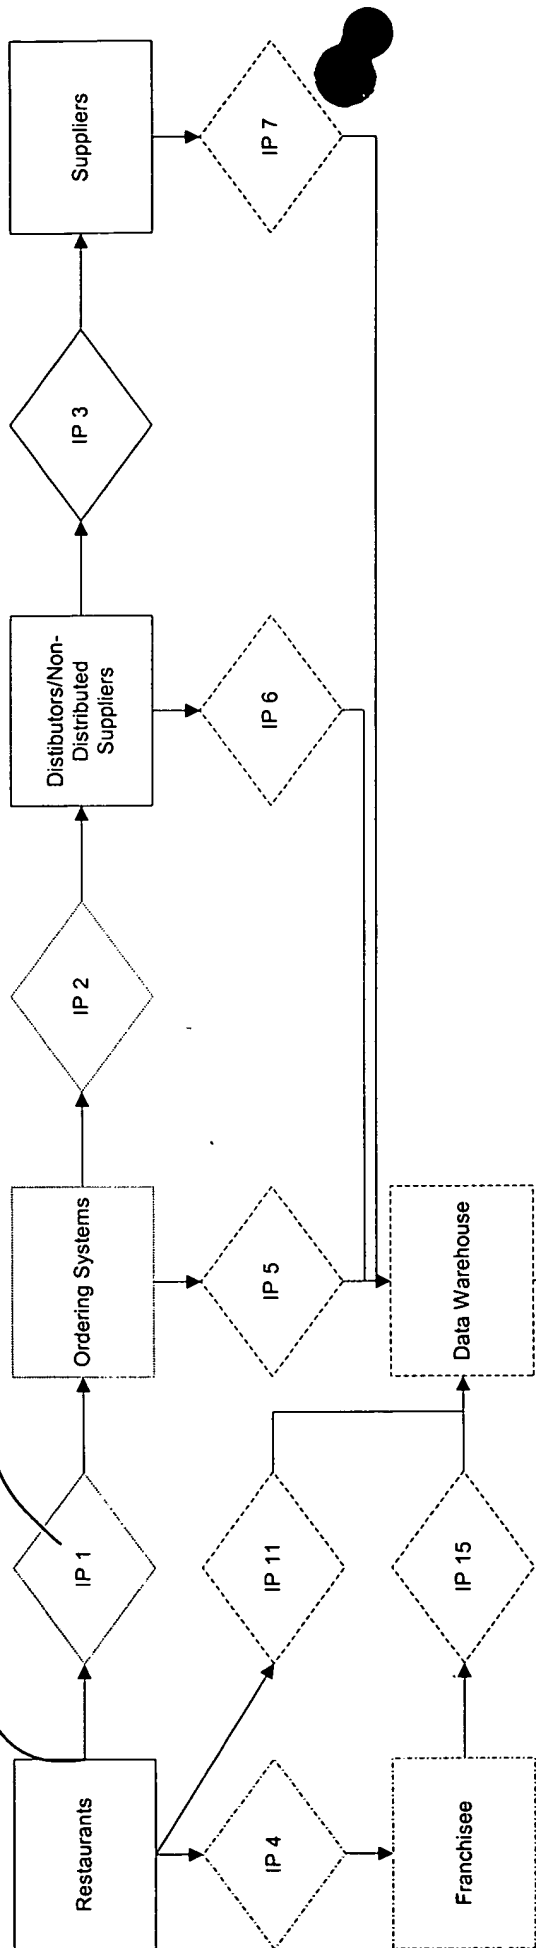 Restaurants
IP 1
Ordering Systems
IP 2
Distibutors/Non-
Distributed
Suppliers
IP 3
Suppliers
IP 4
IP 11
IP 5
IP 6
IP 7
Franchisee
IP 15
Data Warehouse